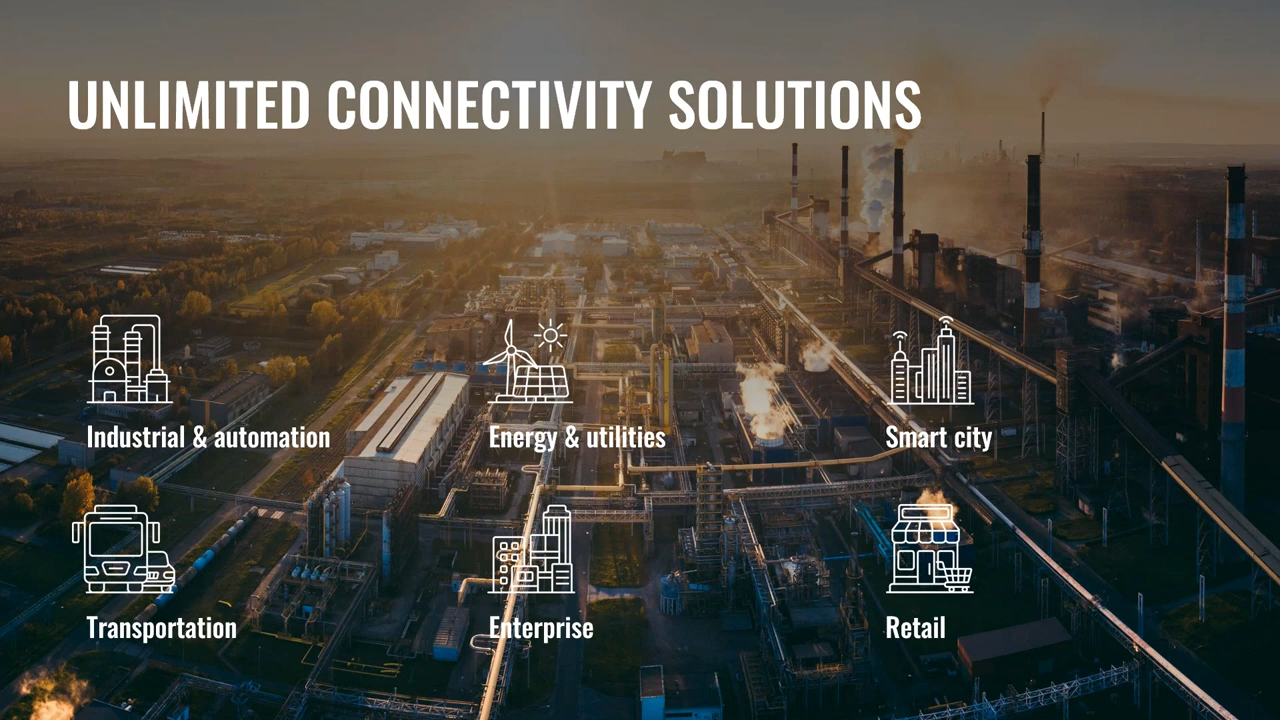 UNLIMITED CONNECTIVITY SOLUTIONS
Industrial & automation
Energy & utilities
Smart city
Transportation
Enterprise
Retail